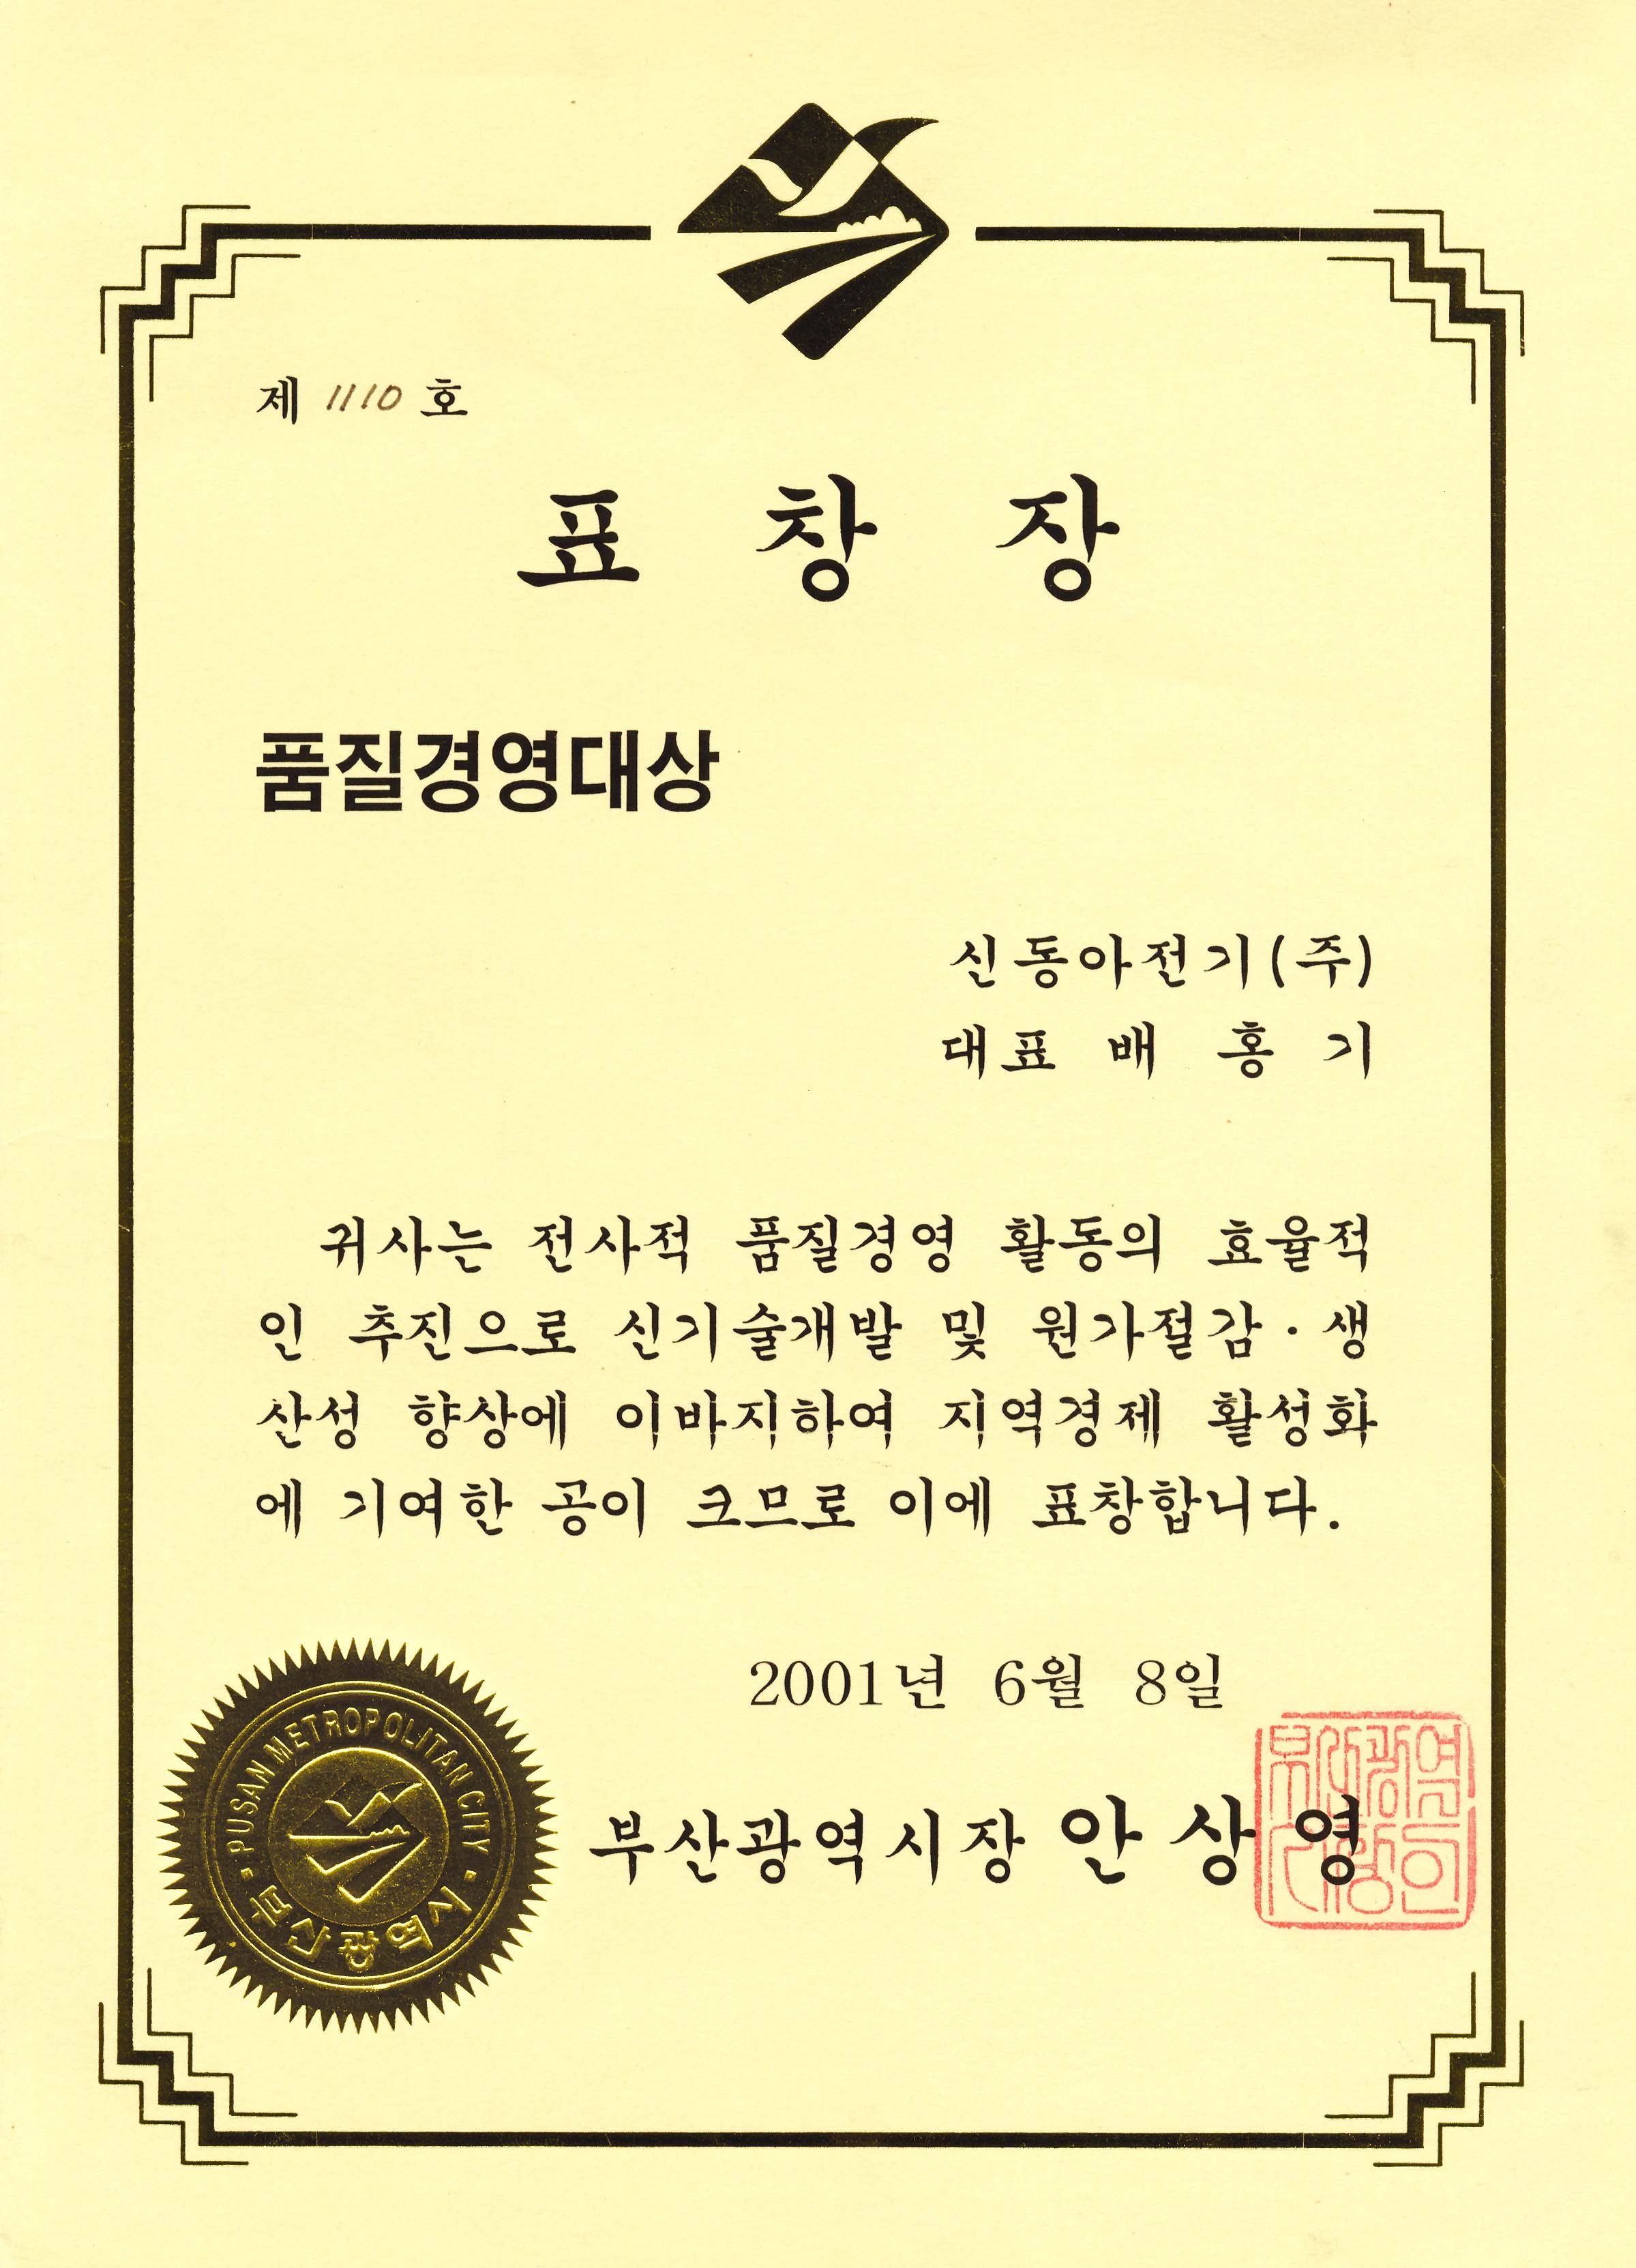 제 1110 호
표 창 장
품질경영대상
신동아전기(주)
대표 배 홍 기
귀사는 전사적 품질경영 활동의 효율적
인 추진으로 신기술개발 및 원가절감·생
산성 향상에 이바지하여 지역경제 활성화
에 기여한 공이 크므로 이에 표창합니다.
2001년 6월 8일
부산광역시장 안 상 영
부산광역
시장의인
PUSAN METROPOLITAN CITY
부산광역시